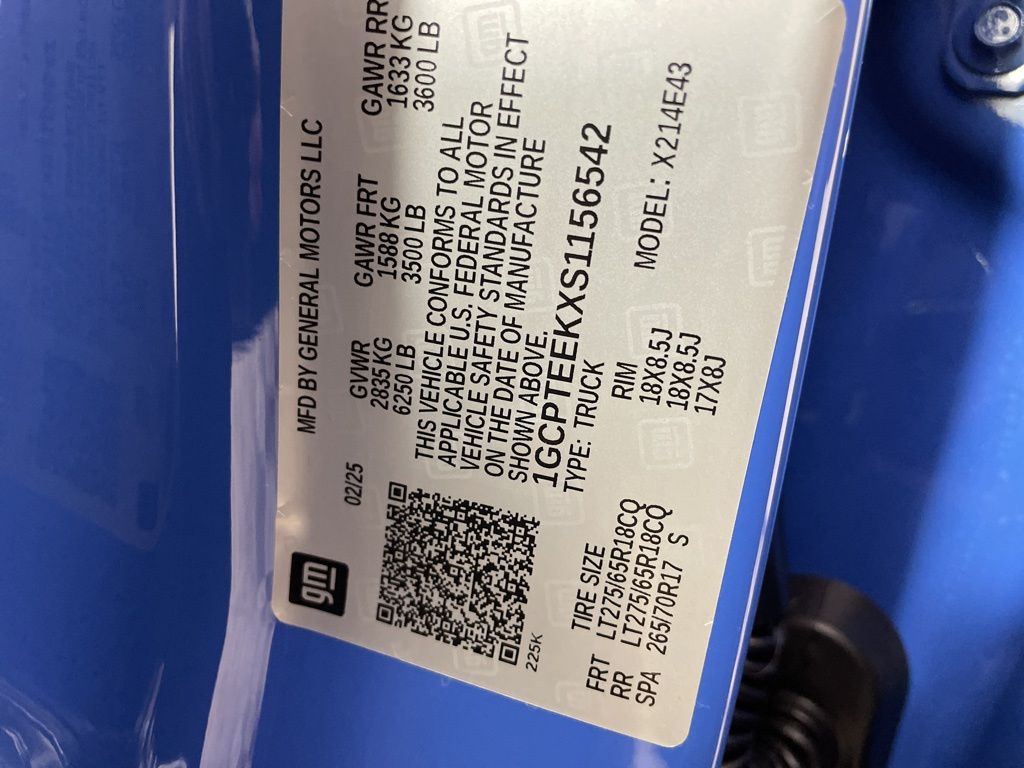 gm
MFD BY GENERAL MOTORS LLC
02/25
GVWR GAWR FRT GAWR RR
2835 KG 1588 KG 1633 KG
6250 LB 3500 LB 3600 LB
THIS VEHICLE CONFORMS TO ALL
APPLICABLE U.S. FEDERAL MOTOR
VEHICLE SAFETY STANDARDS IN EFFECT
ON THE DATE OF MANUFACTURE
SHOWN ABOVE.
1GCPTEEKXS1156542
TYPE: TRUCK
MODEL: X214E43
225K
TIRE SIZE RIM
FRT LT275/65R18CQ 18X8.5J
RR LT275/65R18CQ 18X8.5J
SPA 265/70R17 S 17X8J